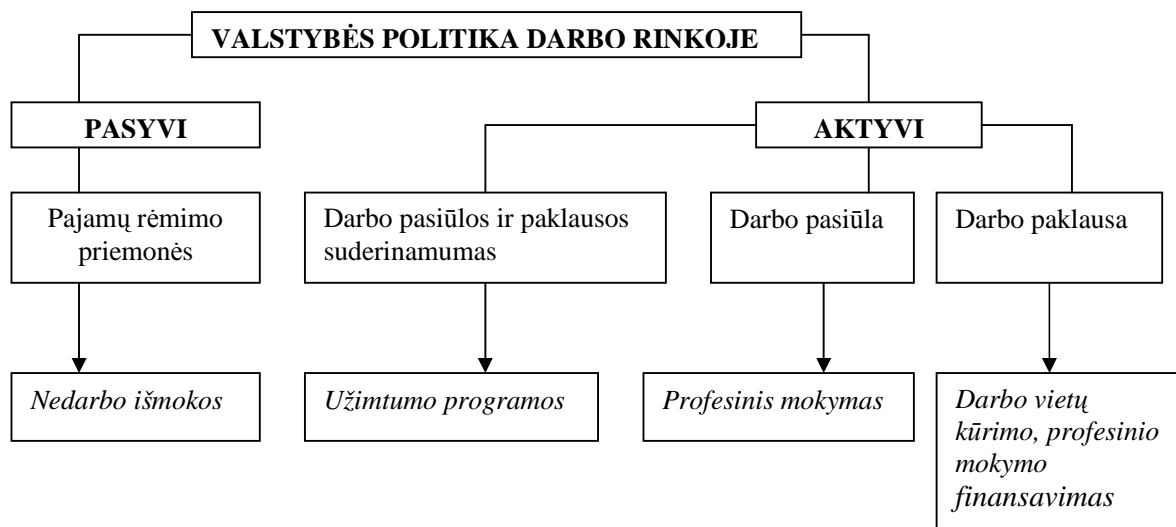 VALSTYBĖS POLITIKA DARBO RINKOJE
PASYVI
AKTYVI
Pajamų rėmimo
priemonės
Darbo pasiūlos ir paklausos
suderinamumas
Darbo pasiūla
Darbo paklausa
Nedarbo išmokos
Užimtumo programos
Profesinis mokymas
Darbo vietų
kūrimo, profesinio
mokymo
finansavimas